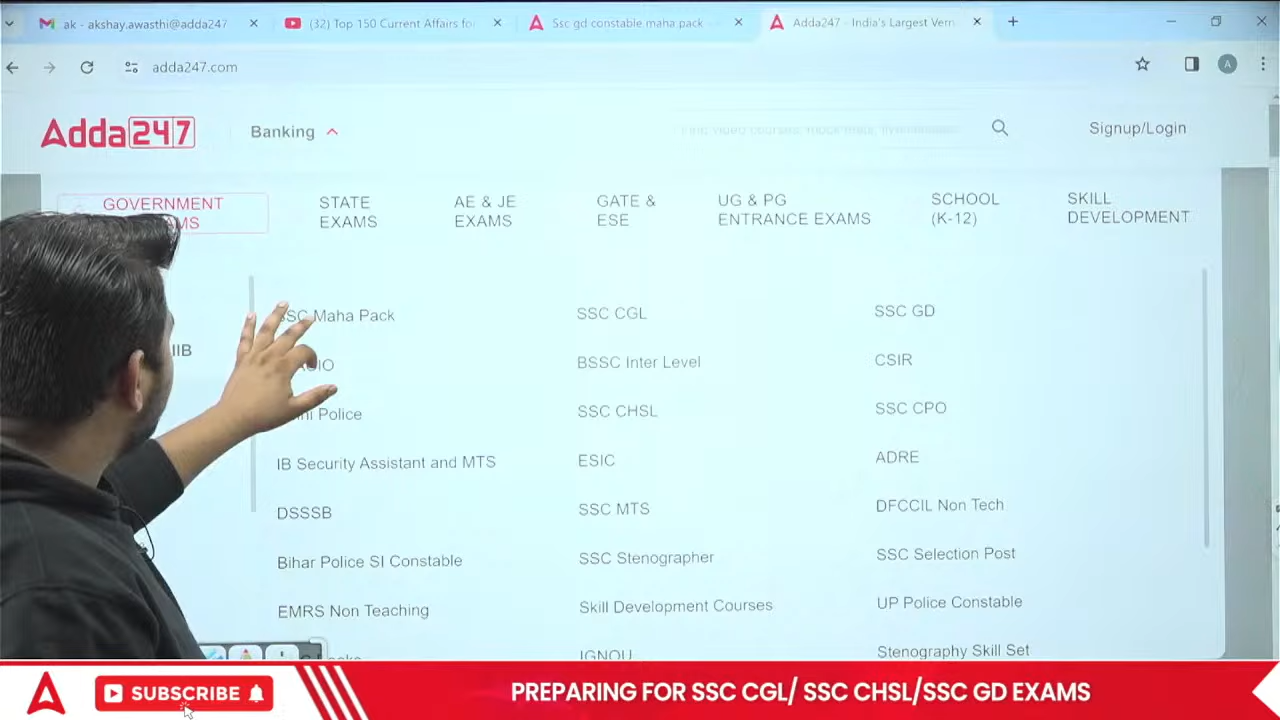 ak - akshay.awasthi@adda247
(32) Top 150 Current Affairs for
Ssc gd constable maha pack
Adda247 - India's Largest Vern
adda247.com
A
Adda247
Banking
Signup/Login
GOVERNMENT
STATE
EXAMS
AE & JE
EXAMS
GATE &
ESE
UG & PG
ENTRANCE EXAMS
SCHOOL
(K-12)
SKILL
DEVELOPMENT
SSC Maha Pack
SSC CGL
SSC GD
BSSC Inter Level
CSIR
Police
SSC CHSL
SSC CPO
IB Security Assistant and MTS
ESIC
ADRE
DSSSB
SSC MTS
DFCCIL Non Tech
Bihar Police SI Constable
SSC Stenographer
SSC Selection Post
EMRS Non Teaching
Skill Development Courses
UP Police Constable
IGNOU
Stenography Skill Set
SUBSCRIBE
PREPARING FOR SSC CGL/ SSC CHSL/SSC GD EXAMS